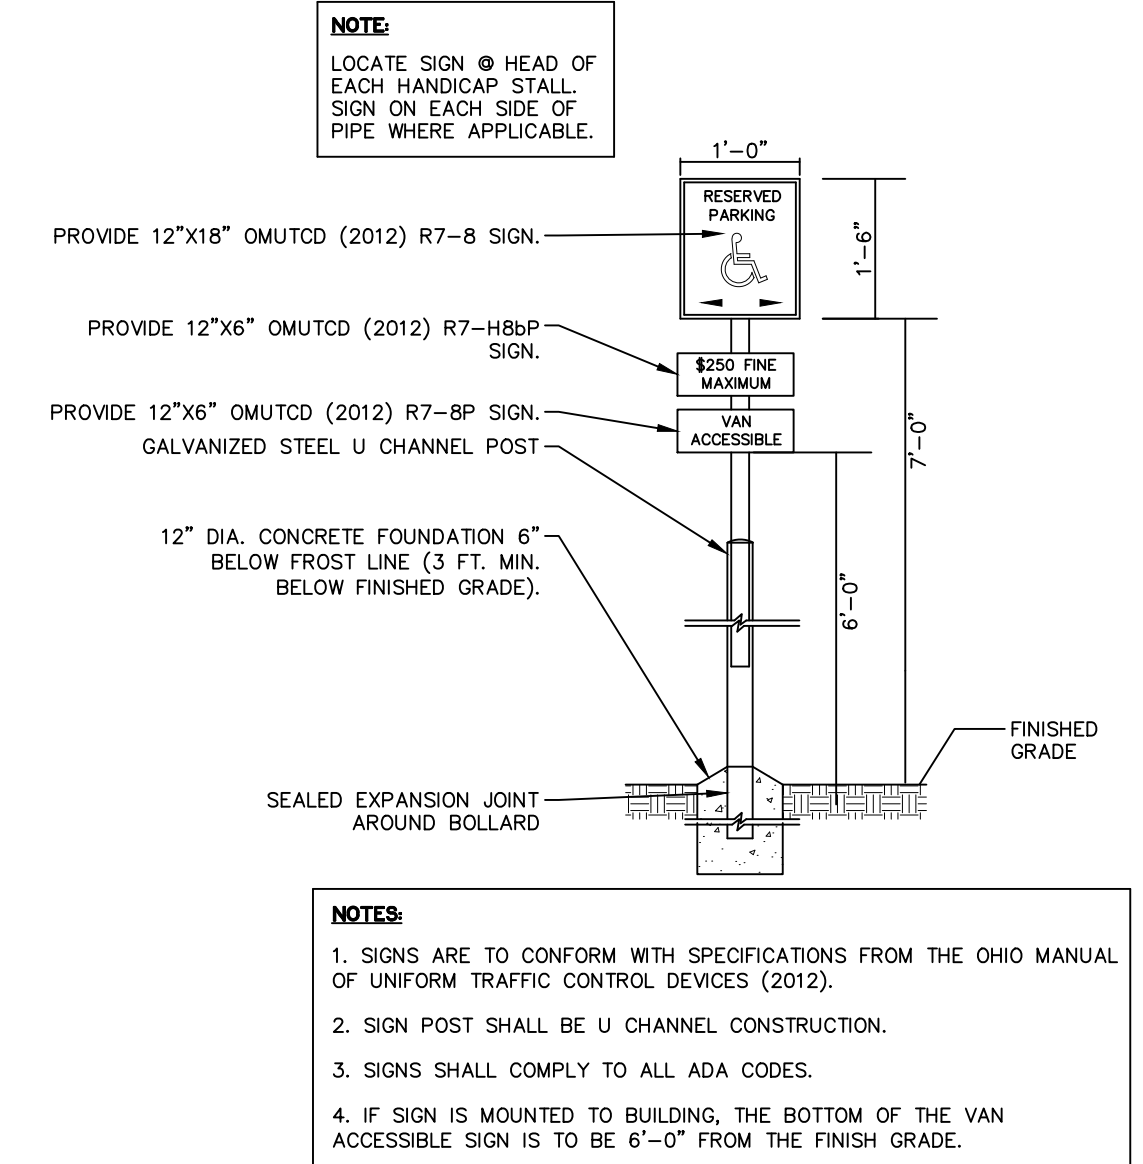 NOTE:
LOCATE SIGN @ HEAD OF
EACH HANDICAP STALL.
SIGN ON EACH SIDE OF
PIPE WHERE APPLICABLE.
1'-0"
RESERVED
PARKING
PROVIDE 12"X18" OMUTCD (2012) R7-8 SIGN.
1'-6"
PROVIDE 12"X6" OMUTCD (2012) R7-H8bP
SIGN.
$250 FINE
MAXIMUM
PROVIDE 12"X6" OMUTCD (2012) R7-8P SIGN.
VAN
ACCESSIBLE
7'-0"
GALVANIZED STEEL U CHANNEL POST
12" DIA. CONCRETE FOUNDATION 6"
BELOW FROST LINE (3 FT. MIN.
BELOW FINISHED GRADE).
6'-0"
FINISHED
GRADE
SEALED EXPANSION JOINT
AROUND BOLLARD
NOTES:
1. SIGNS ARE TO CONFORM WITH SPECIFICATIONS FROM THE OHIO MANUAL
OF UNIFORM TRAFFIC CONTROL DEVICES (2012).
2. SIGN POST SHALL BE U CHANNEL CONSTRUCTION.
3. SIGNS SHALL COMPLY TO ALL ADA CODES.
4. IF SIGN IS MOUNTED TO BUILDING, THE BOTTOM OF THE VAN
ACCESSIBLE SIGN IS TO BE 6'-0" FROM THE FINISH GRADE.